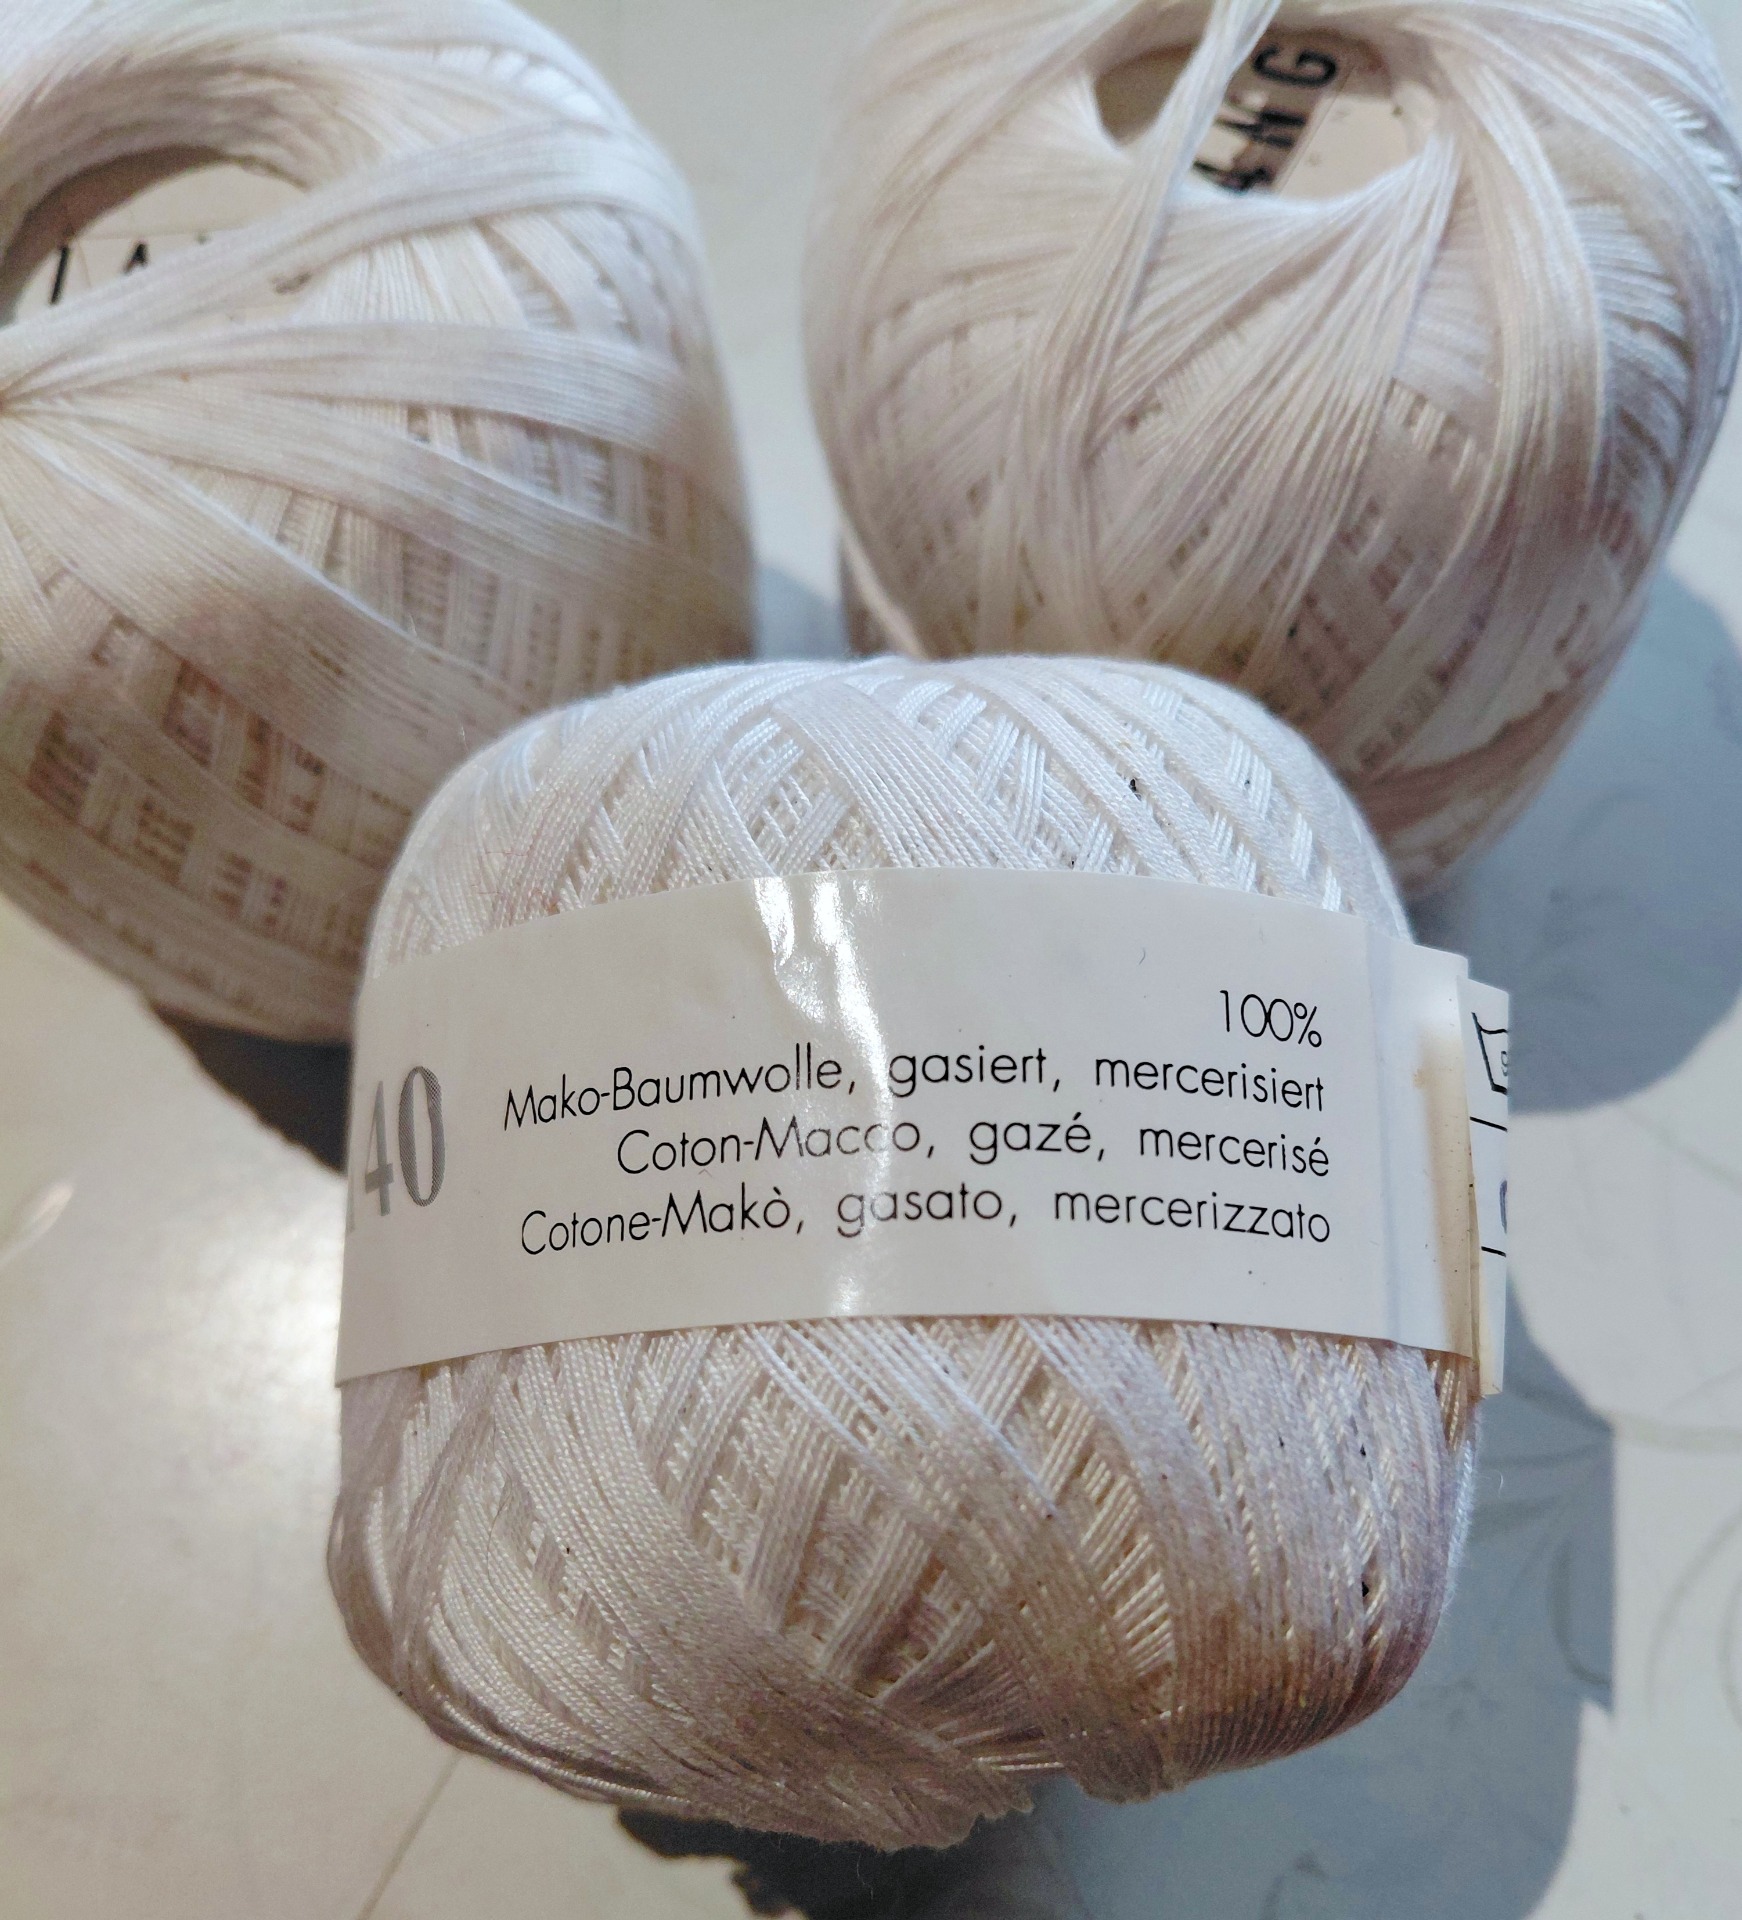 100%
Mako-Baumwolle, gasiert, mercerisiert
Coton-Macco, gazé, mercerisé
Cotone-Makò, gasato, mercerizzato
40